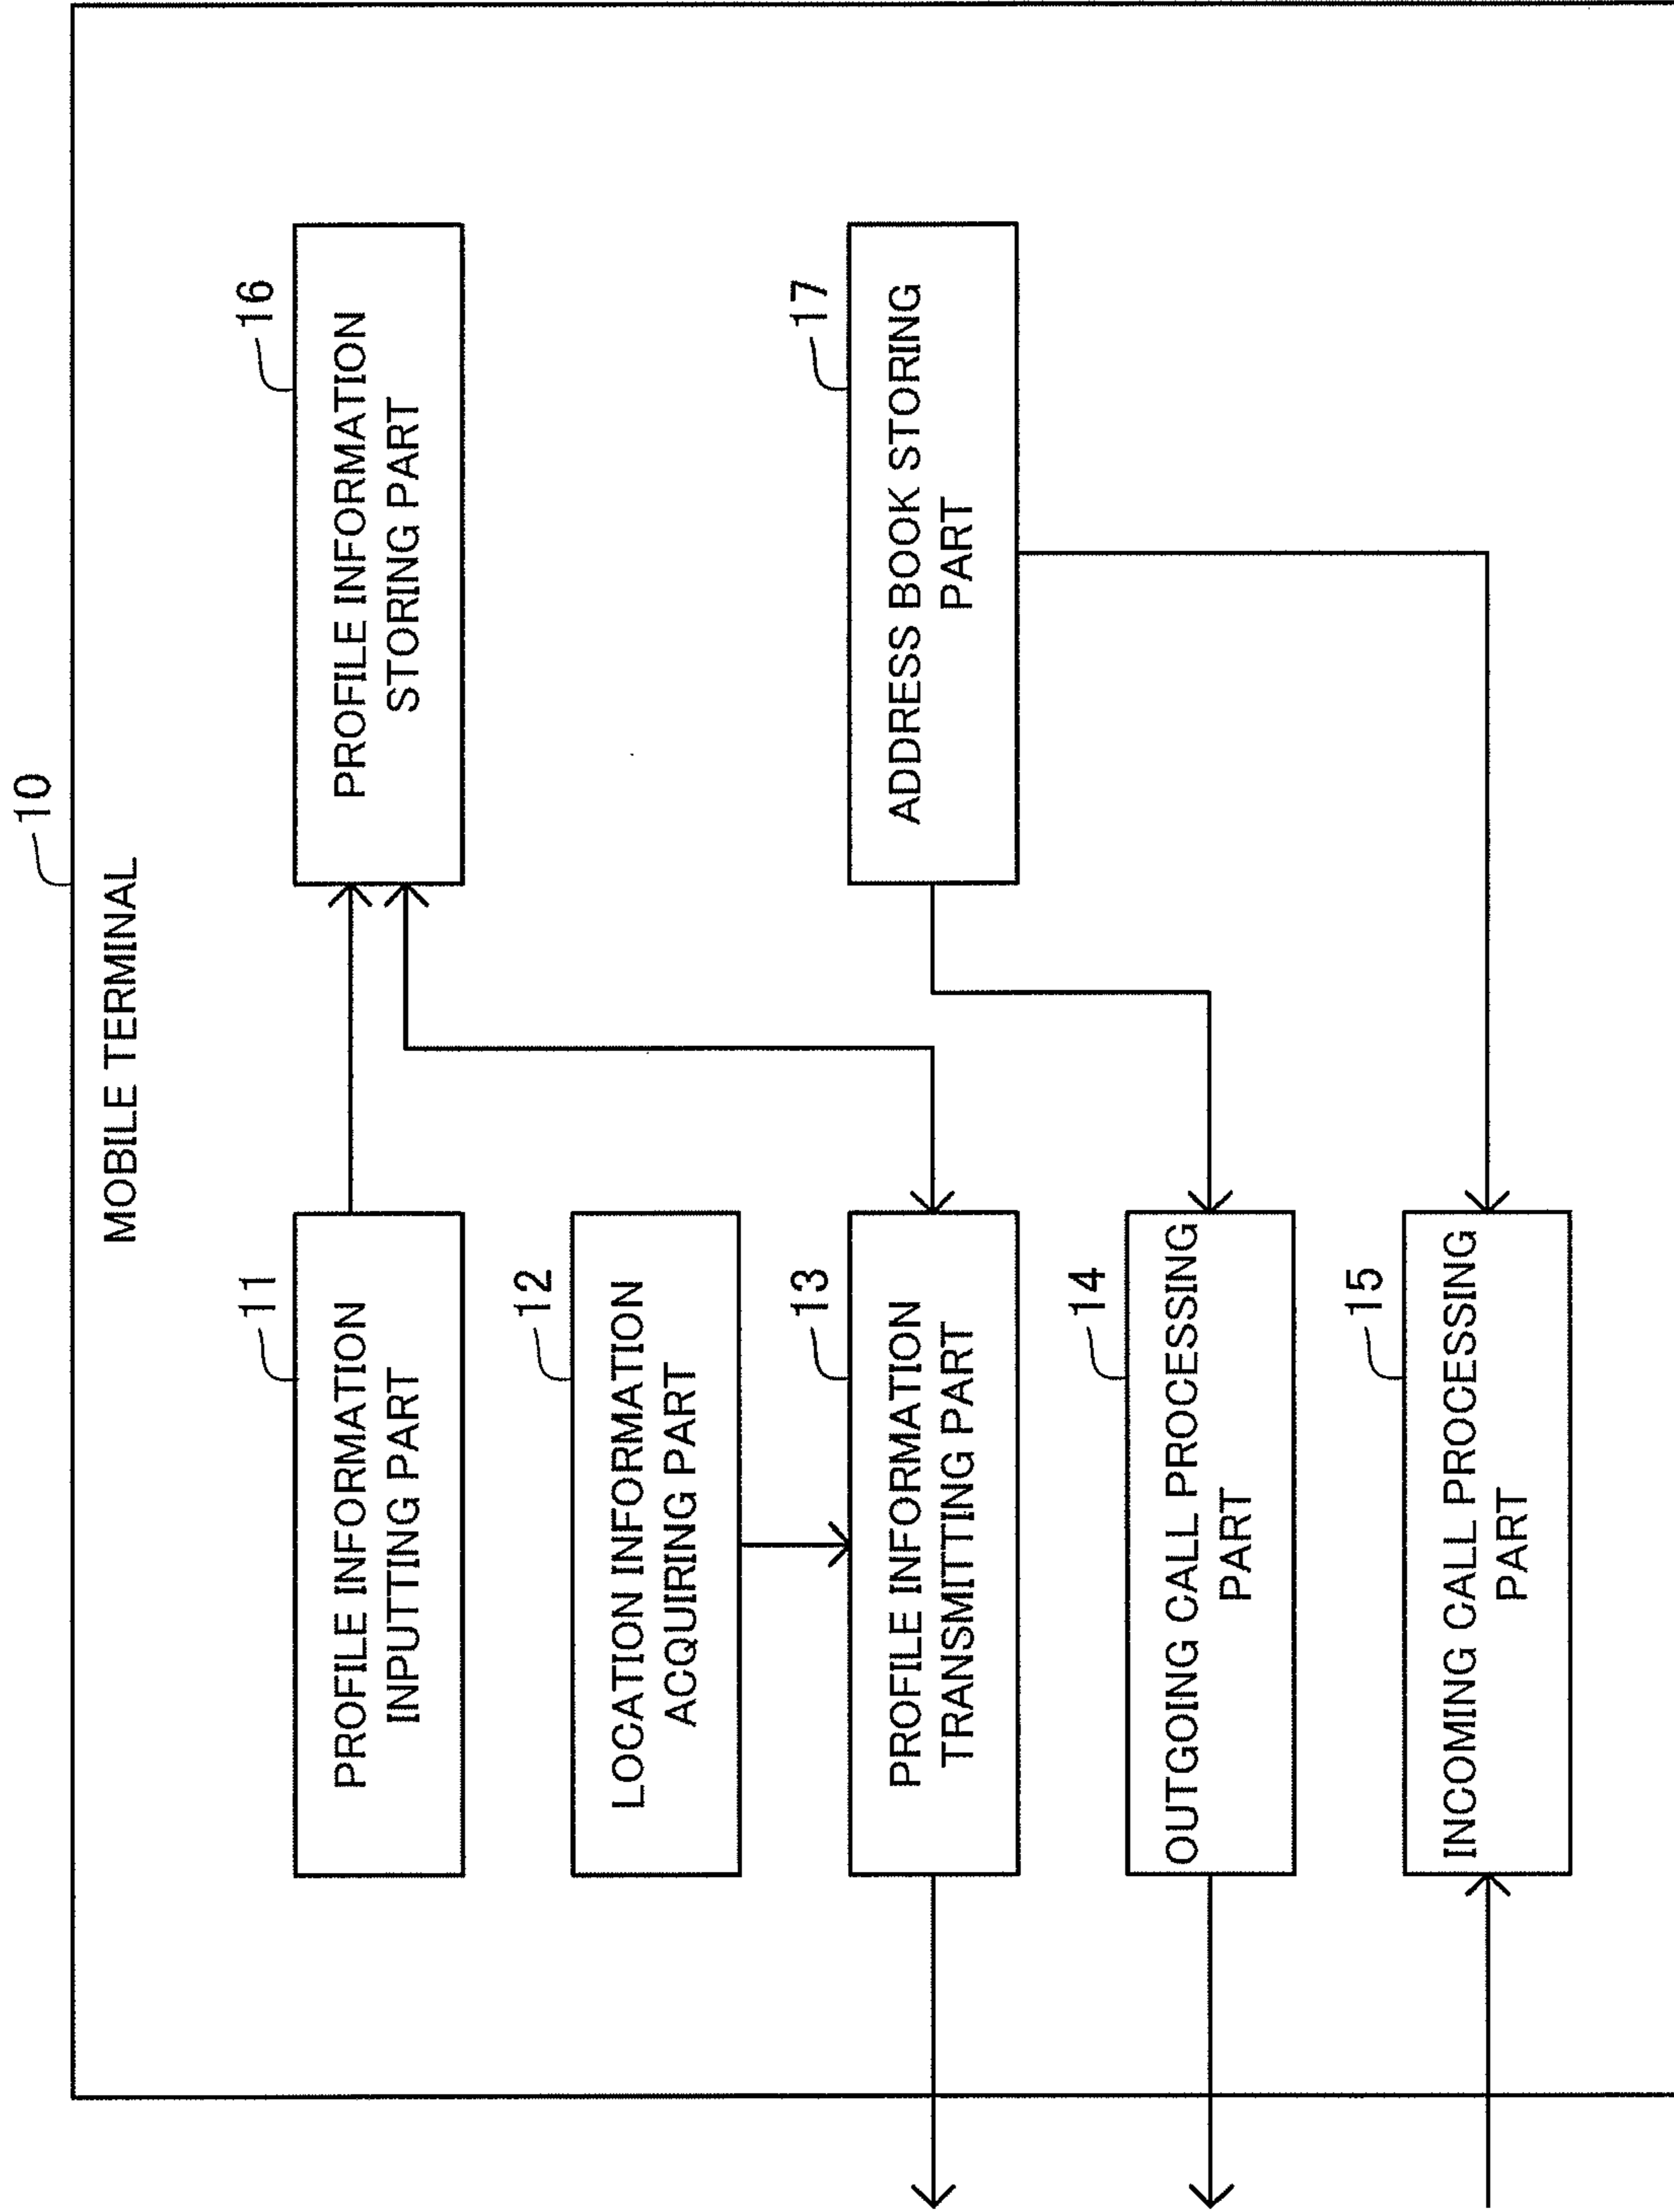 10
MOBILE TERMINAL
11
PROFILE INFORMATION
INPUTTING PART
16
PROFILE INFORMATION
STORING PART
12
LOCATION INFORMATION
ACQUIRING PART
13
PROFILE INFORMATION
TRANSMITTING PART
17
ADDRESS BOOK STORING
PART
14
OUTGOING CALL PROCESSING
PART
15
INCOMING CALL PROCESSING
PART